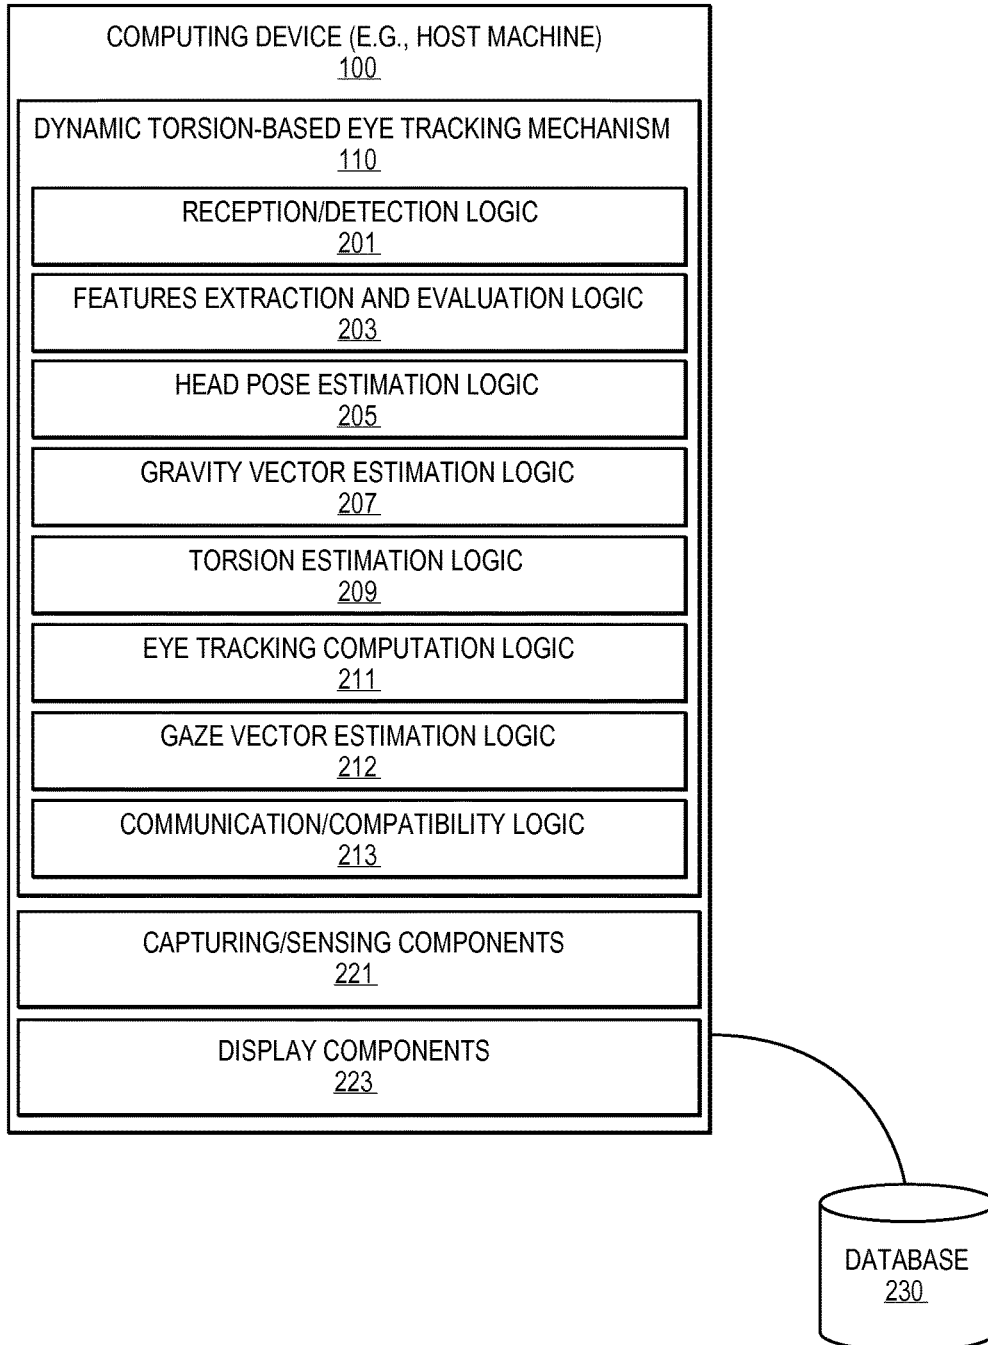 COMPUTING DEVICE (E.G., HOST MACHINE)
100
DYNAMIC TORSION-BASED EYE TRACKING MECHANISM
110
RECEPTION/DETECTION LOGIC
201
FEATURES EXTRACTION AND EVALUATION LOGIC
203
HEAD POSE ESTIMATION LOGIC
205
GRAVITY VECTOR ESTIMATION LOGIC
207
TORSION ESTIMATION LOGIC
209
EYE TRACKING COMPUTATION LOGIC
211
GAZE VECTOR ESTIMATION LOGIC
212
COMMUNICATION/COMPATIBILITY LOGIC
213
CAPTURING/SENSING COMPONENTS
221
DISPLAY COMPONENTS
223
DATABASE
230